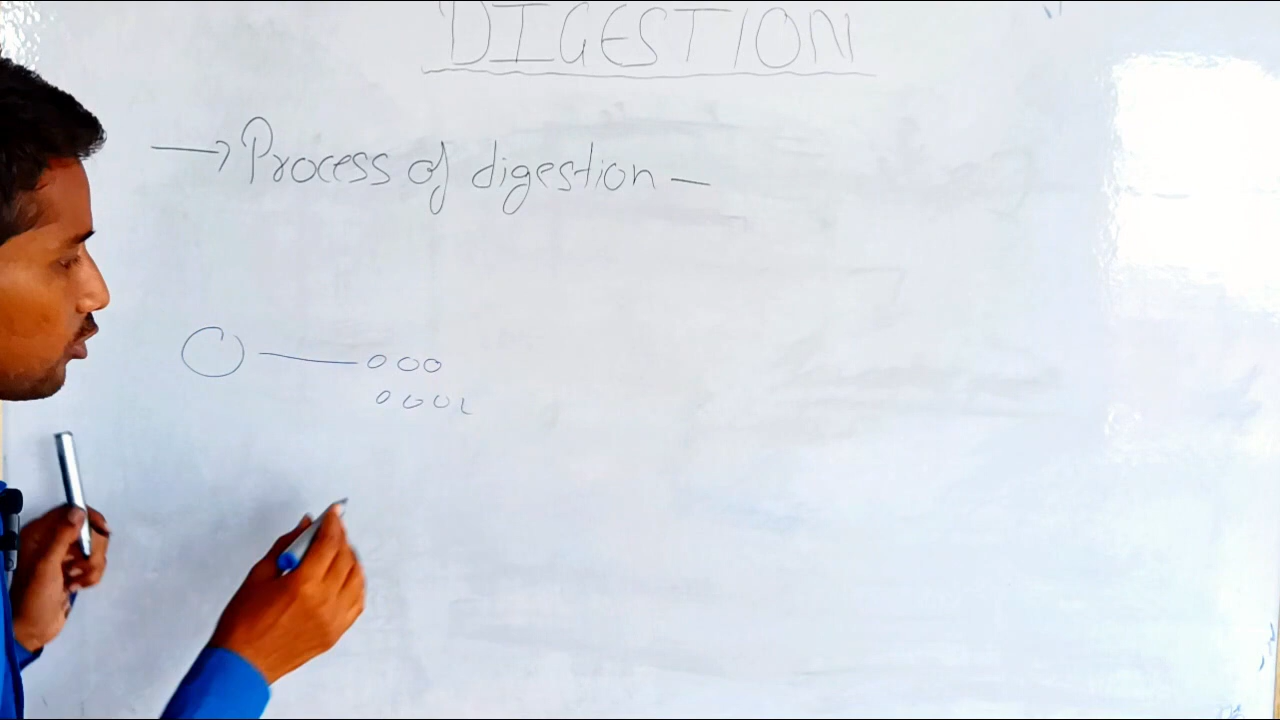 DIGESTION
→ Process of digestion –